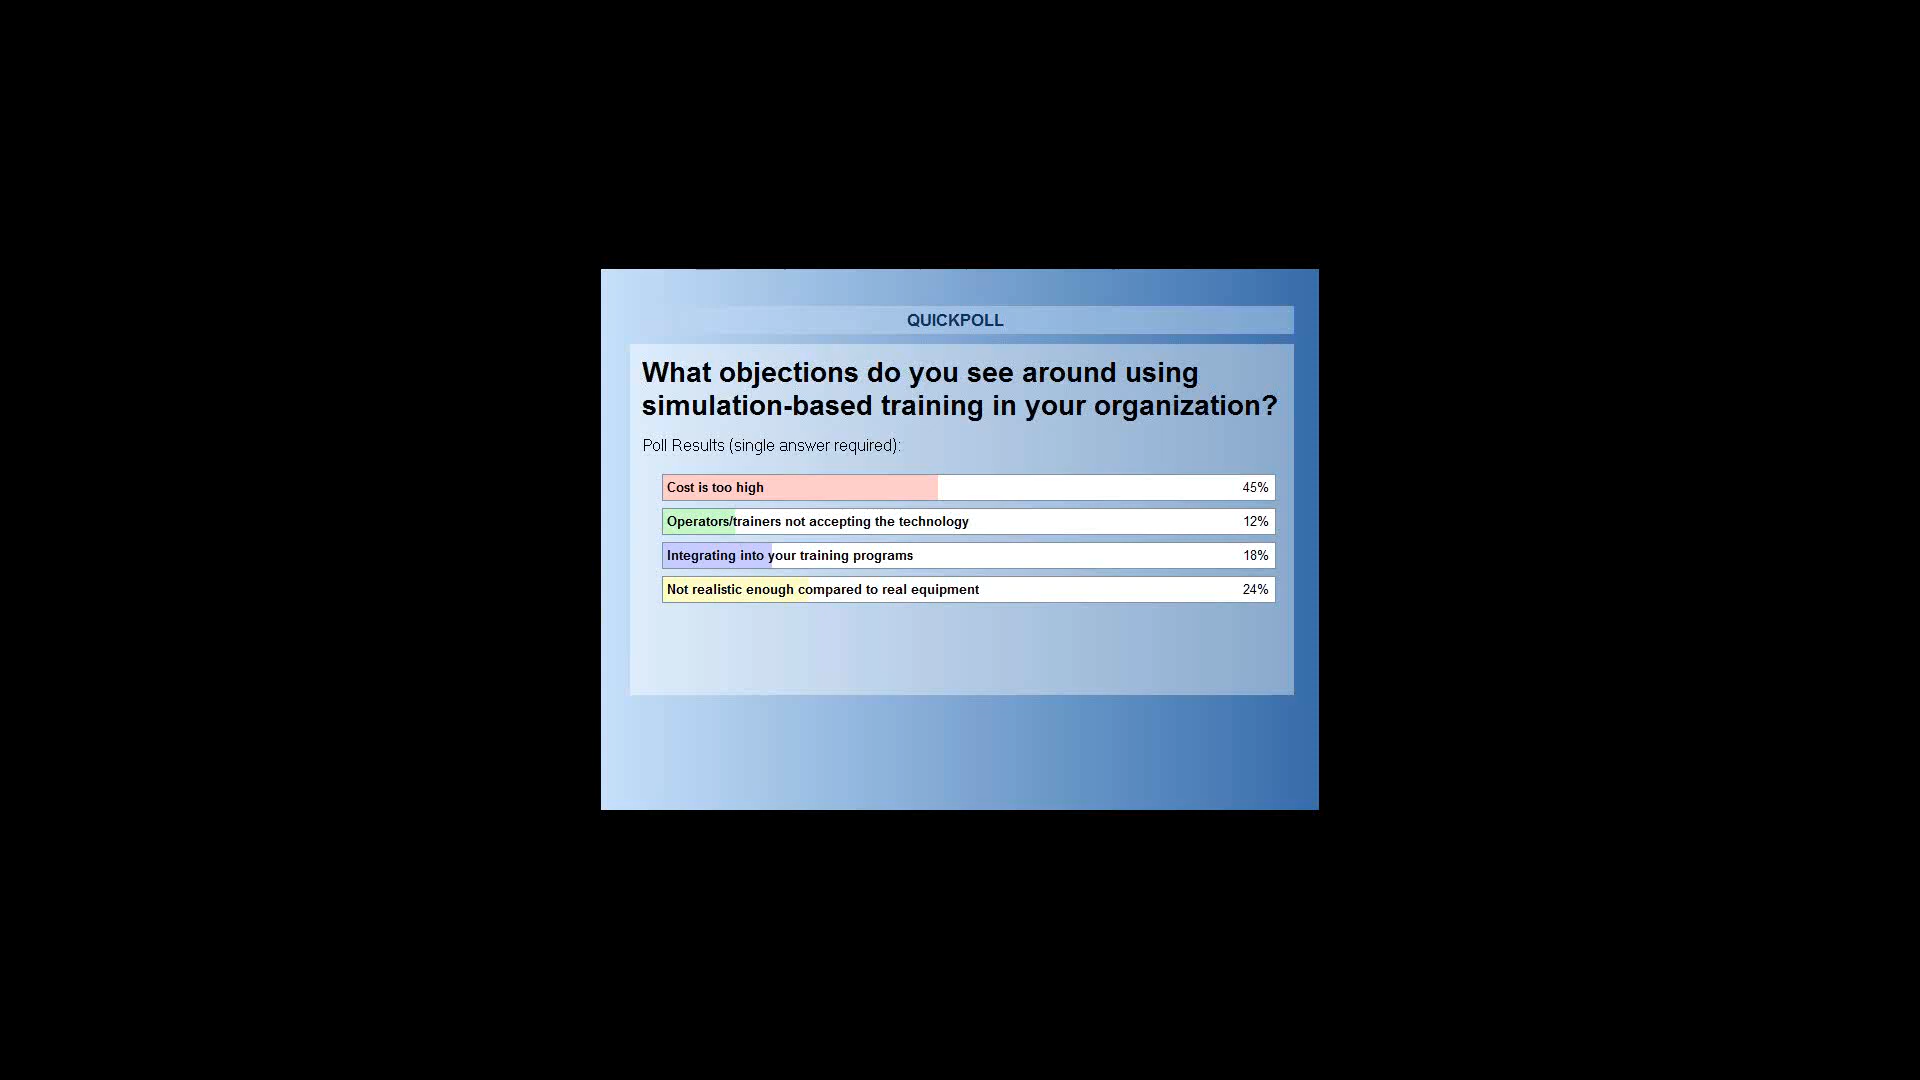 QUICKPOLL
What objections do you see around using
simulation-based training in your organization?
Poll Results (single answer required):
Cost is too high 45%
Operators/trainers not accepting the technology 12%
Integrating into your training programs 18%
Not realistic enough compared to real equipment 24%